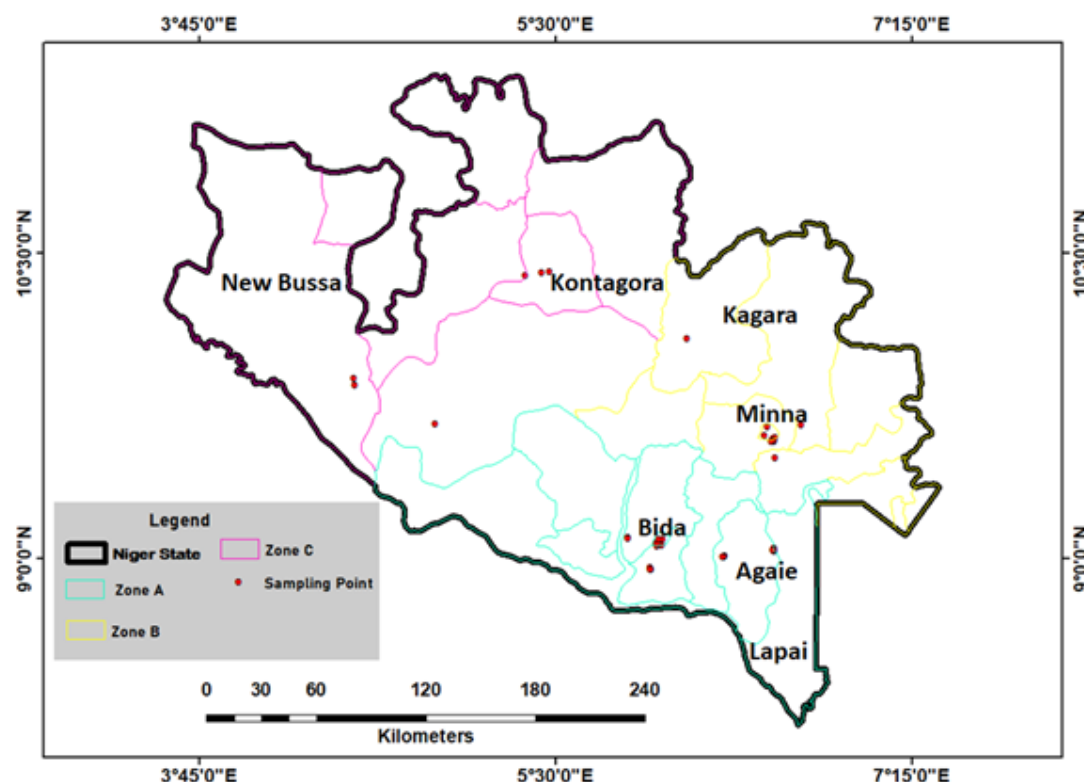 3°45'0"E 5°30'0"E 7°15'0"E
10°30'0"N 10°30'0"N
New Bussa
Kontagora
Kagara
Minna
Bida
Agaie
Lapai
9°0'0"N 9°0'0"N
Legend
Niger State
Zone C
Zone A
Sampling Point
Zone B
0 30 60 120 180 240
Kilometers
3°45'0"E 5°30'0"E 7°15'0"E